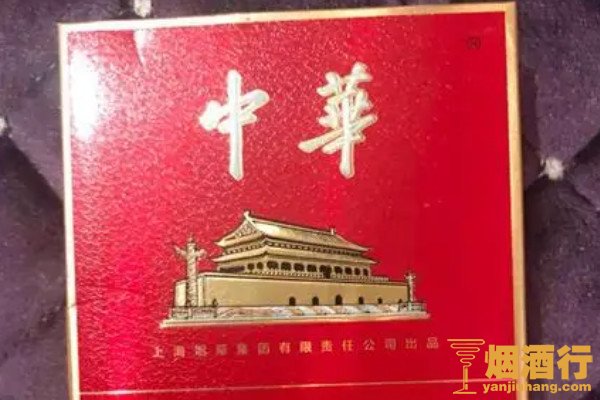 中華
上海烟草集团有限责任公司出品
烟酒行
yanjiuhang.com